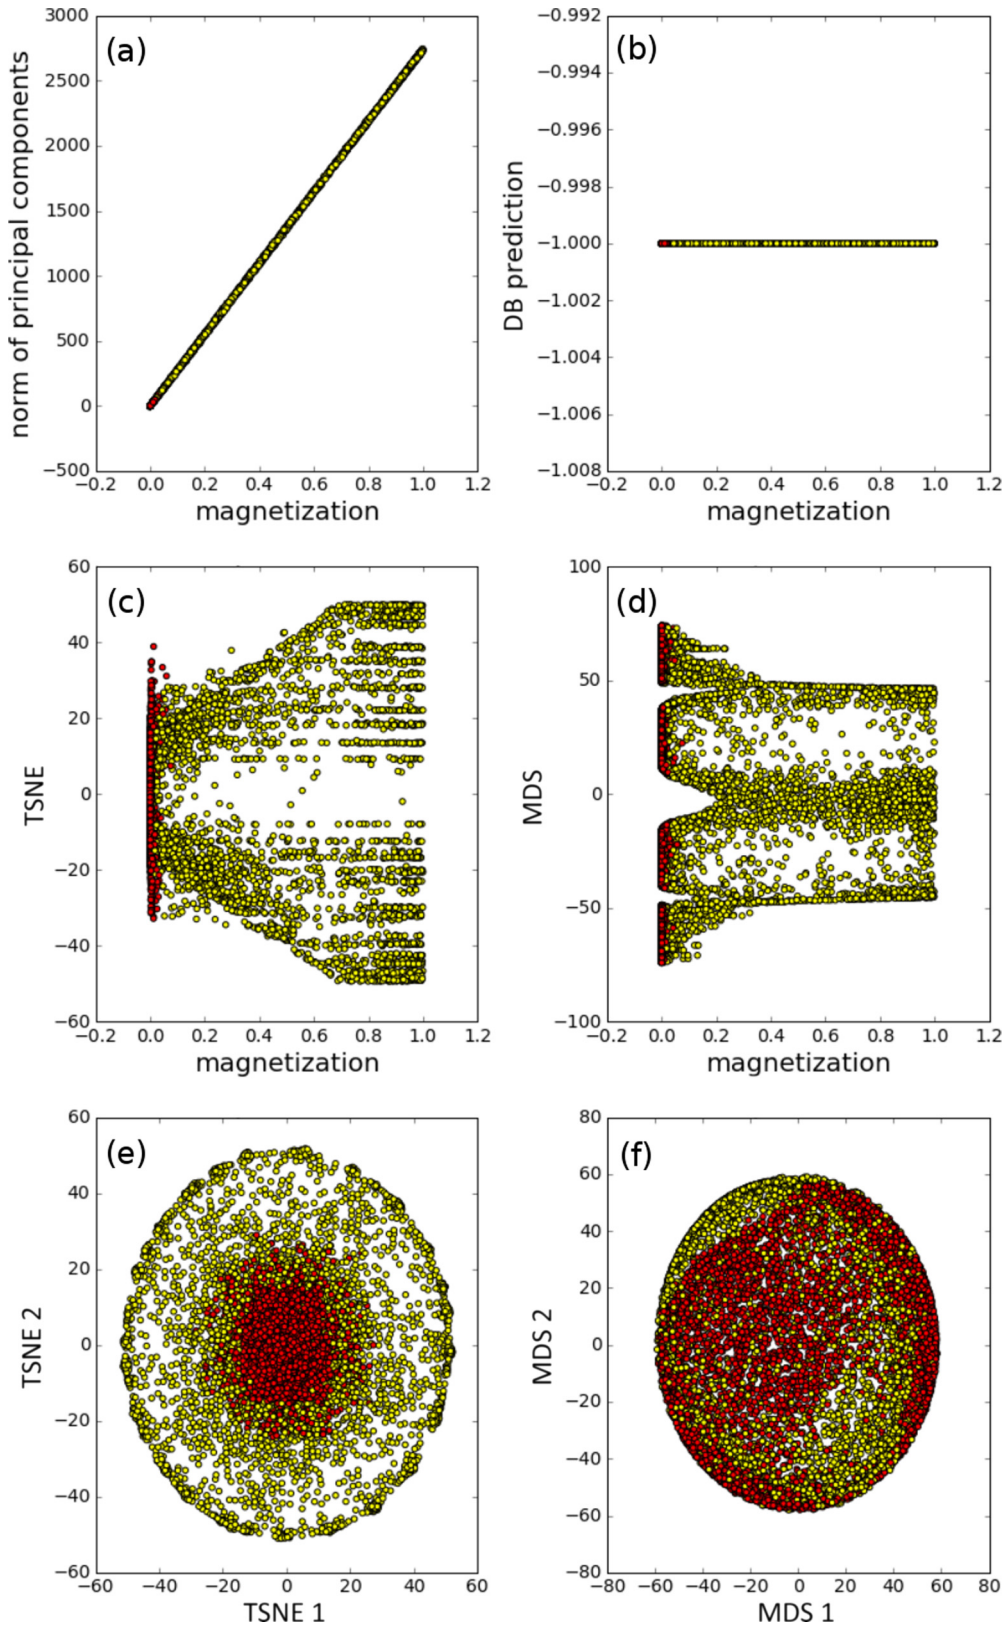 (a)
norm of principal components
3000
2500
2000
1500
1000
500
0
−500
−0.2 0.0 0.2 0.4 0.6 0.8 1.0 1.2
magnetization
(b)
DB prediction
−0.992
−0.994
−0.996
−0.998
−1.000
−1.002
−1.004
−1.006
−1.008
−0.2 0.0 0.2 0.4 0.6 0.8 1.0 1.2
magnetization
(c)
TSNE
60
40
20
0
−20
−40
−60
−0.2 0.0 0.2 0.4 0.6 0.8 1.0 1.2
magnetization
(d)
MDS
100
50
0
−50
−100
−0.2 0.0 0.2 0.4 0.6 0.8 1.0 1.2
magnetization
(e)
TSNE 2
60
40
20
0
−20
−40
−60
−60 −40 −20 0 20 40 60
TSNE 1
(f)
MDS 2
80
60
40
20
0
−20
−40
−60
−80
−80 −60 −40 −20 0 20 40 60 80
MDS 1